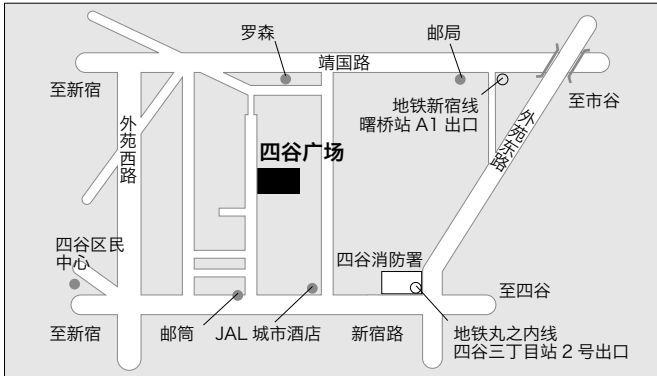 罗森
邮局
靖国路
至新宿
地铁新宿线
曙桥站 A1 出口
至市谷
外苑西路
外苑东路
四谷广场
四谷区民
中心
四谷消防署
至四谷
至新宿
邮筒
JAL 城市酒店
新宿路
地铁丸之内线
四谷三丁目站 2 号出口